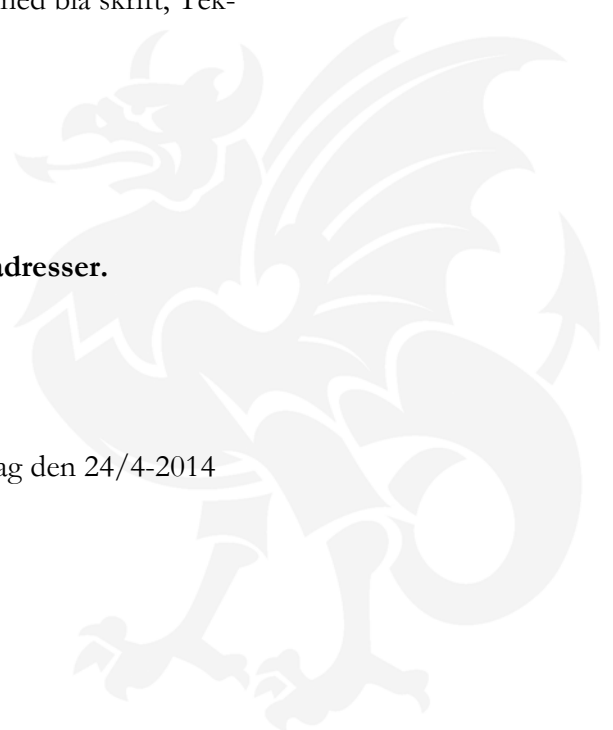 med blå skrift, Tek-
adresser.
ag den 24/4-2014